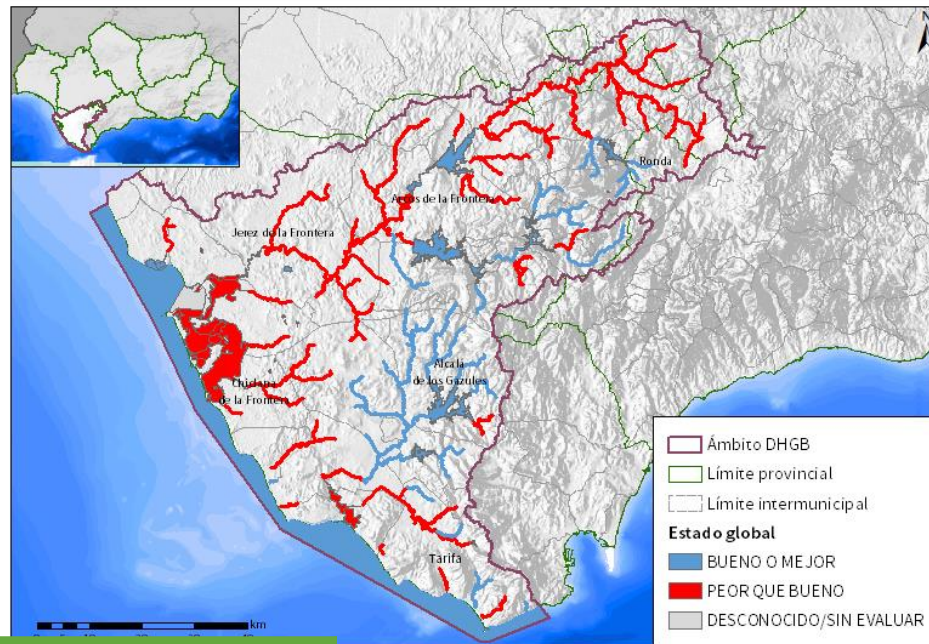 Ronda
Arcos de la Frontera
Jerez de la Frontera
Alcalá
de los Gazules
Chiclana
de la Frontera
Tarifa
km
Ámbito DHGB
Límite provincial
Límite intermunicipal
Estado global
BUENO O MEJOR
PEOR QUE BUENO
DESCONOCIDO/SIN EVALUAR